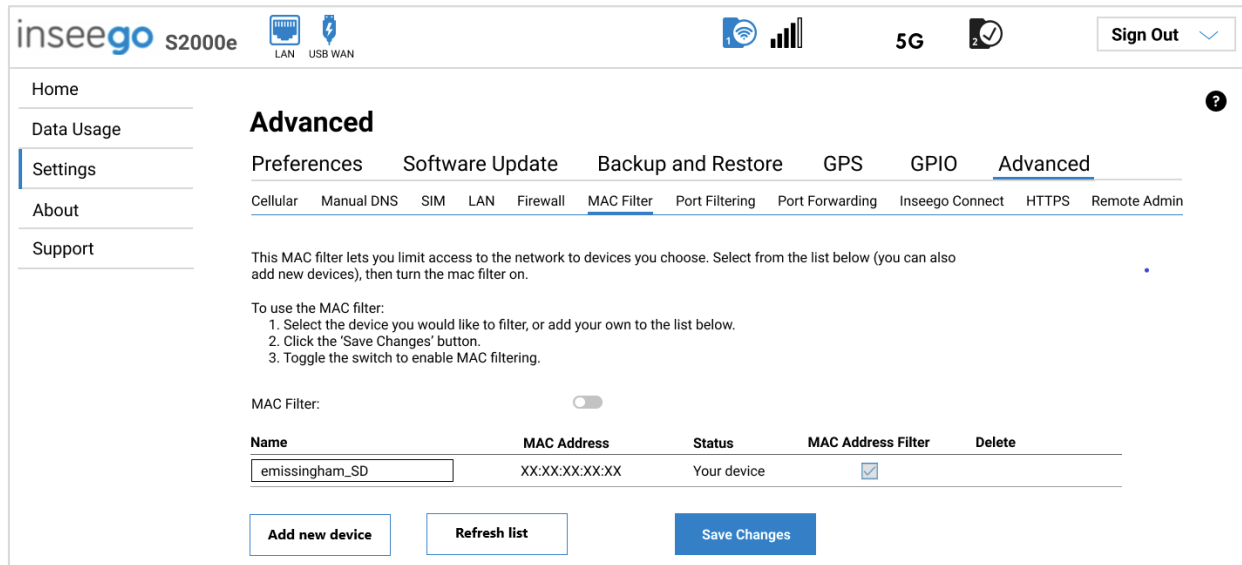 inseego S2000e
LAN USB WAN
1
5G
2
Sign Out
?
Home
Data Usage
Settings
About
Support
Advanced
Preferences Software Update Backup and Restore GPS GPIO Advanced
Cellular Manual DNS SIM LAN Firewall MAC Filter Port Filtering Port Forwarding Inseego Connect HTTPS Remote Admin
This MAC filter lets you limit access to the network to devices you choose. Select from the list below (you can also
add new devices), then turn the mac filter on.
To use the MAC filter:
1. Select the device you would like to filter, or add your own to the list below.
2. Click the ‘Save Changes’ button.
3. Toggle the switch to enable MAC filtering.
MAC Filter:
Name MAC Address Status MAC Address Filter Delete
emissingham_SD XX:XX:XX:XX:XX Your device
Add new device Refresh list Save Changes